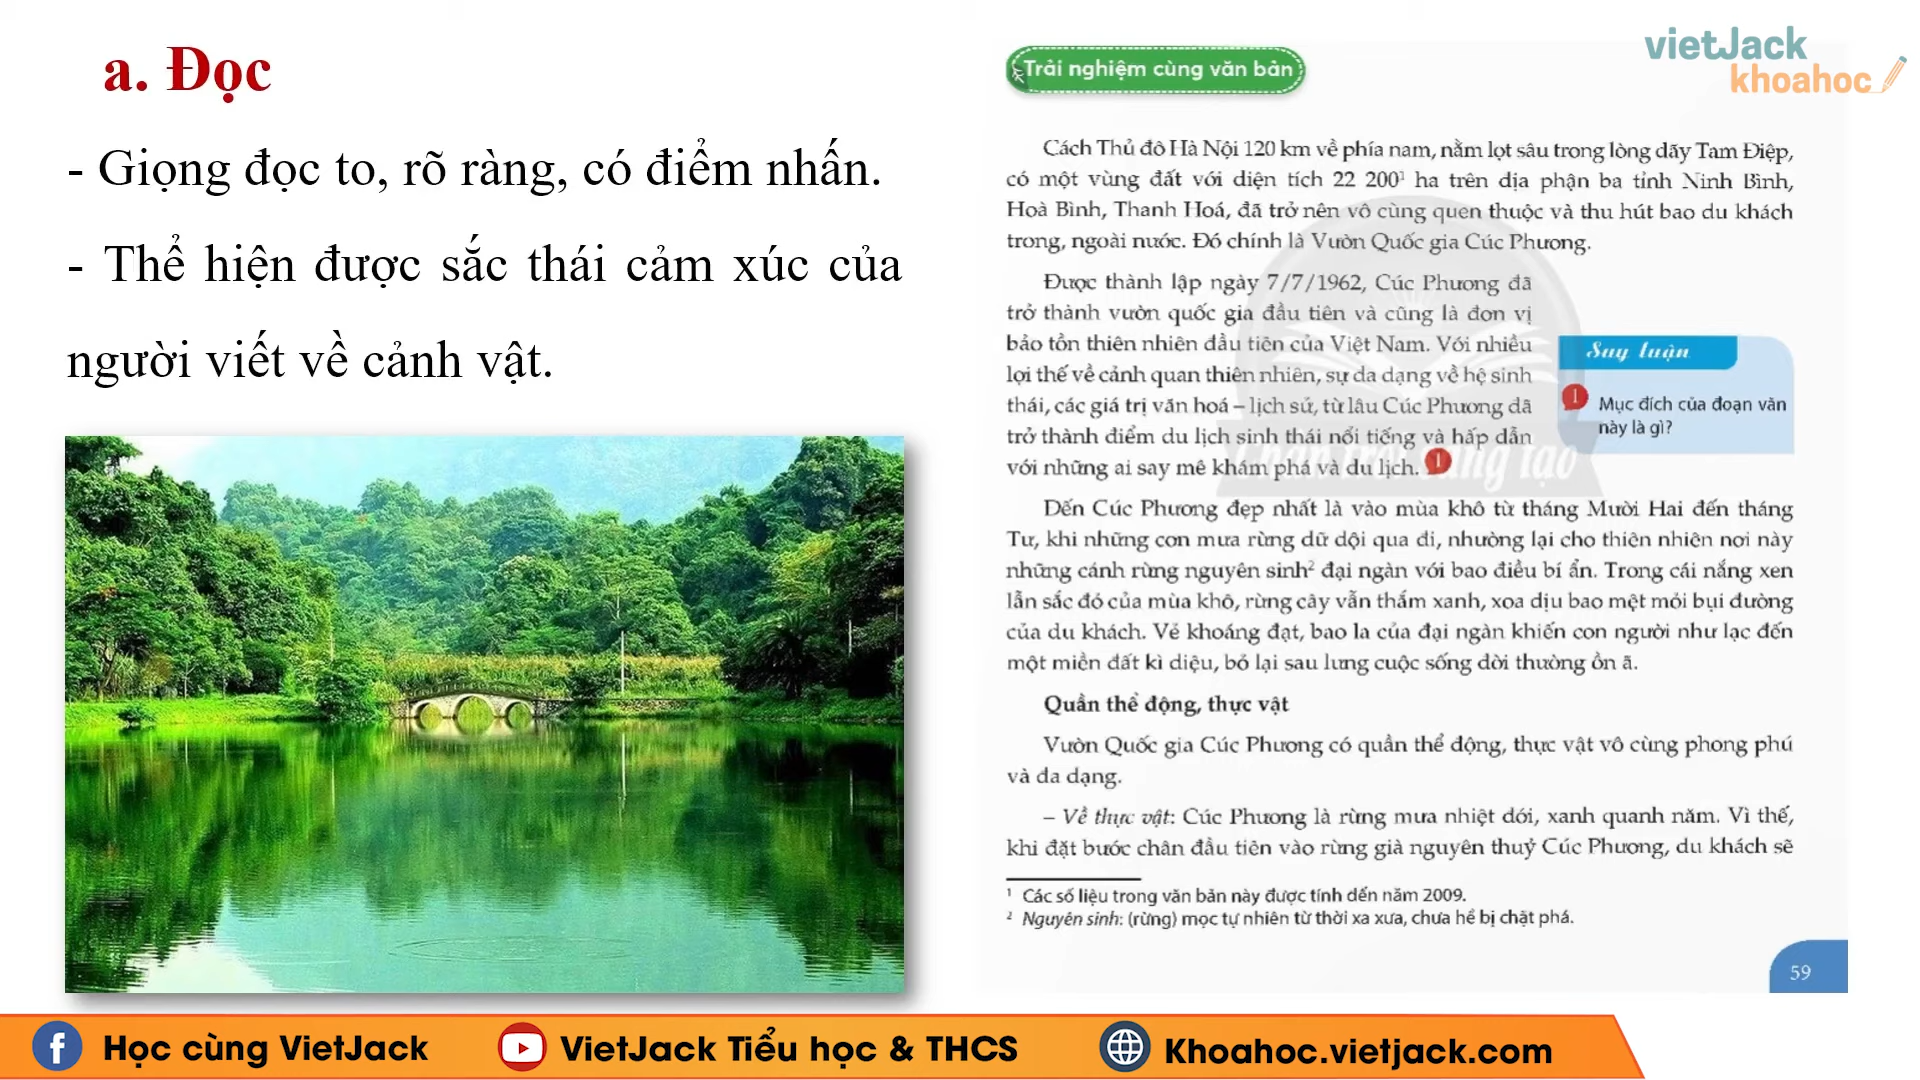 a. Đọc
- Giọng đọc to, rõ ràng, có điểm nhấn.
- Thể hiện được sắc thái cảm xúc của
người viết về cảnh vật.
vietJack
khoahoc
Trải nghiệm cùng văn bản
Cách Thủ đô Hà Nội 120 km về phía nam, nằm lọt sâu trong lòng dãy Tam Điệp,
có một vùng đất với diện tích 22 200¹ ha trên địa phận ba tỉnh Ninh Bình,
Hoà Bình, Thanh Hoá, đã trở nên vô cùng quen thuộc và thu hút bao du khách
trong, ngoài nước. Đó chính là Vườn Quốc gia Cúc Phương.
Được thành lập ngày 7/7/1962, Cúc Phương đã
trở thành vườn quốc gia đầu tiên và cũng là đơn vị
bảo tồn thiên nhiên đầu tiên của Việt Nam. Với nhiều
lợi thế về cảnh quan thiên nhiên, sự đa dạng về hệ sinh
thái, các giá trị văn hoá – lịch sử, từ lâu Cúc Phương đã
trở thành điểm du lịch sinh thái nổi tiếng và hấp dẫn
với những ai say mê khám phá và du lịch. 1
Suy luận
1 Mục đích của đoạn văn
này là gì?
Chân trời sáng tạo
Đến Cúc Phương đẹp nhất là vào mùa khô từ tháng Mười Hai đến tháng
Tư, khi những cơn mưa rừng dữ dội qua đi, nhường lại cho thiên nhiên nơi này
những cánh rừng nguyên sinh² đại ngàn với bao điều bí ẩn. Trong cái nắng xen
lẫn sắc đỏ của mùa khô, rừng cây vẫn thắm xanh, xoa dịu bao mệt mỏi bụi đường
của du khách. Vẻ khoáng đạt, bao la của đại ngàn khiến con người như lạc đến
một miền đất kì diệu, bỏ lại sau lưng cuộc sống đời thường ồn ã.
Quần thể động, thực vật
Vườn Quốc gia Cúc Phương có quần thể động, thực vật vô cùng phong phú
và đa dạng.
– Về thực vật: Cúc Phương là rừng mưa nhiệt đới, xanh quanh năm. Vì thế,
khi đặt bước chân đầu tiên vào rừng già nguyên thuỷ Cúc Phương, du khách sẽ
¹ Các số liệu trong văn bản này được tính đến năm 2009.
² Nguyên sinh: (rừng) mọc tự nhiên từ thời xa xưa, chưa hề bị chặt phá.
59
Học cùng VietJack
VietJack Tiểu học & THCS
Khoahoc.vietjack.com